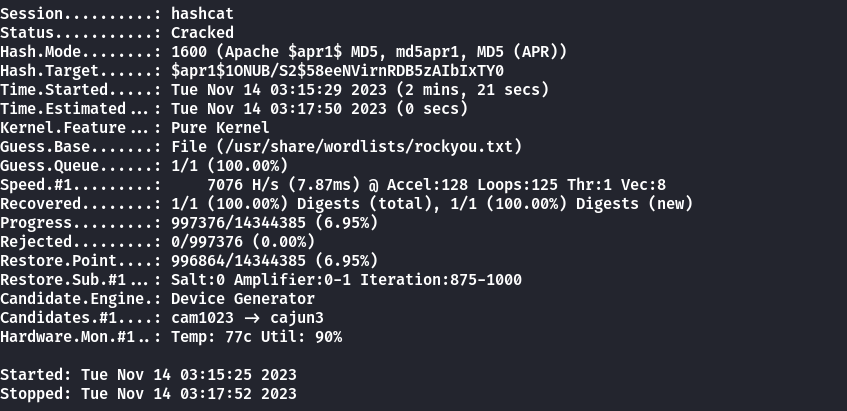 Session..........: hashcat
Status...........: Cracked
Hash.Mode........: 1600 (Apache $apr1$ MD5, md5apr1, MD5 (APR))
Hash.Target......: $apr1$1ONUB/S2$58eeNVirnRDB5zAIbIxTY0
Time.Started.....: Tue Nov 14 03:15:29 2023 (2 mins, 21 secs)
Time.Estimated...: Tue Nov 14 03:17:50 2023 (0 secs)
Kernel.Feature...: Pure Kernel
Guess.Base.......: File (/usr/share/wordlists/rockyou.txt)
Guess.Queue......: 1/1 (100.00%)
Speed.#1.........:     7076 H/s (7.87ms) @ Accel:128 Loops:125 Thr:1 Vec:8
Recovered........: 1/1 (100.00%) Digests (total), 1/1 (100.00%) Digests (new)
Progress.........: 997376/14344385 (6.95%)
Rejected.........: 0/997376 (0.00%)
Restore.Point....: 996864/14344385 (6.95%)
Restore.Sub.#1...: Salt:0 Amplifier:0-1 Iteration:875-1000
Candidate.Engine.: Device Generator
Candidates.#1....: cam1023 -> cajun3
Hardware.Mon.#1..: Temp: 77c Util: 90%
Started: Tue Nov 14 03:15:25 2023
Stopped: Tue Nov 14 03:17:52 2023